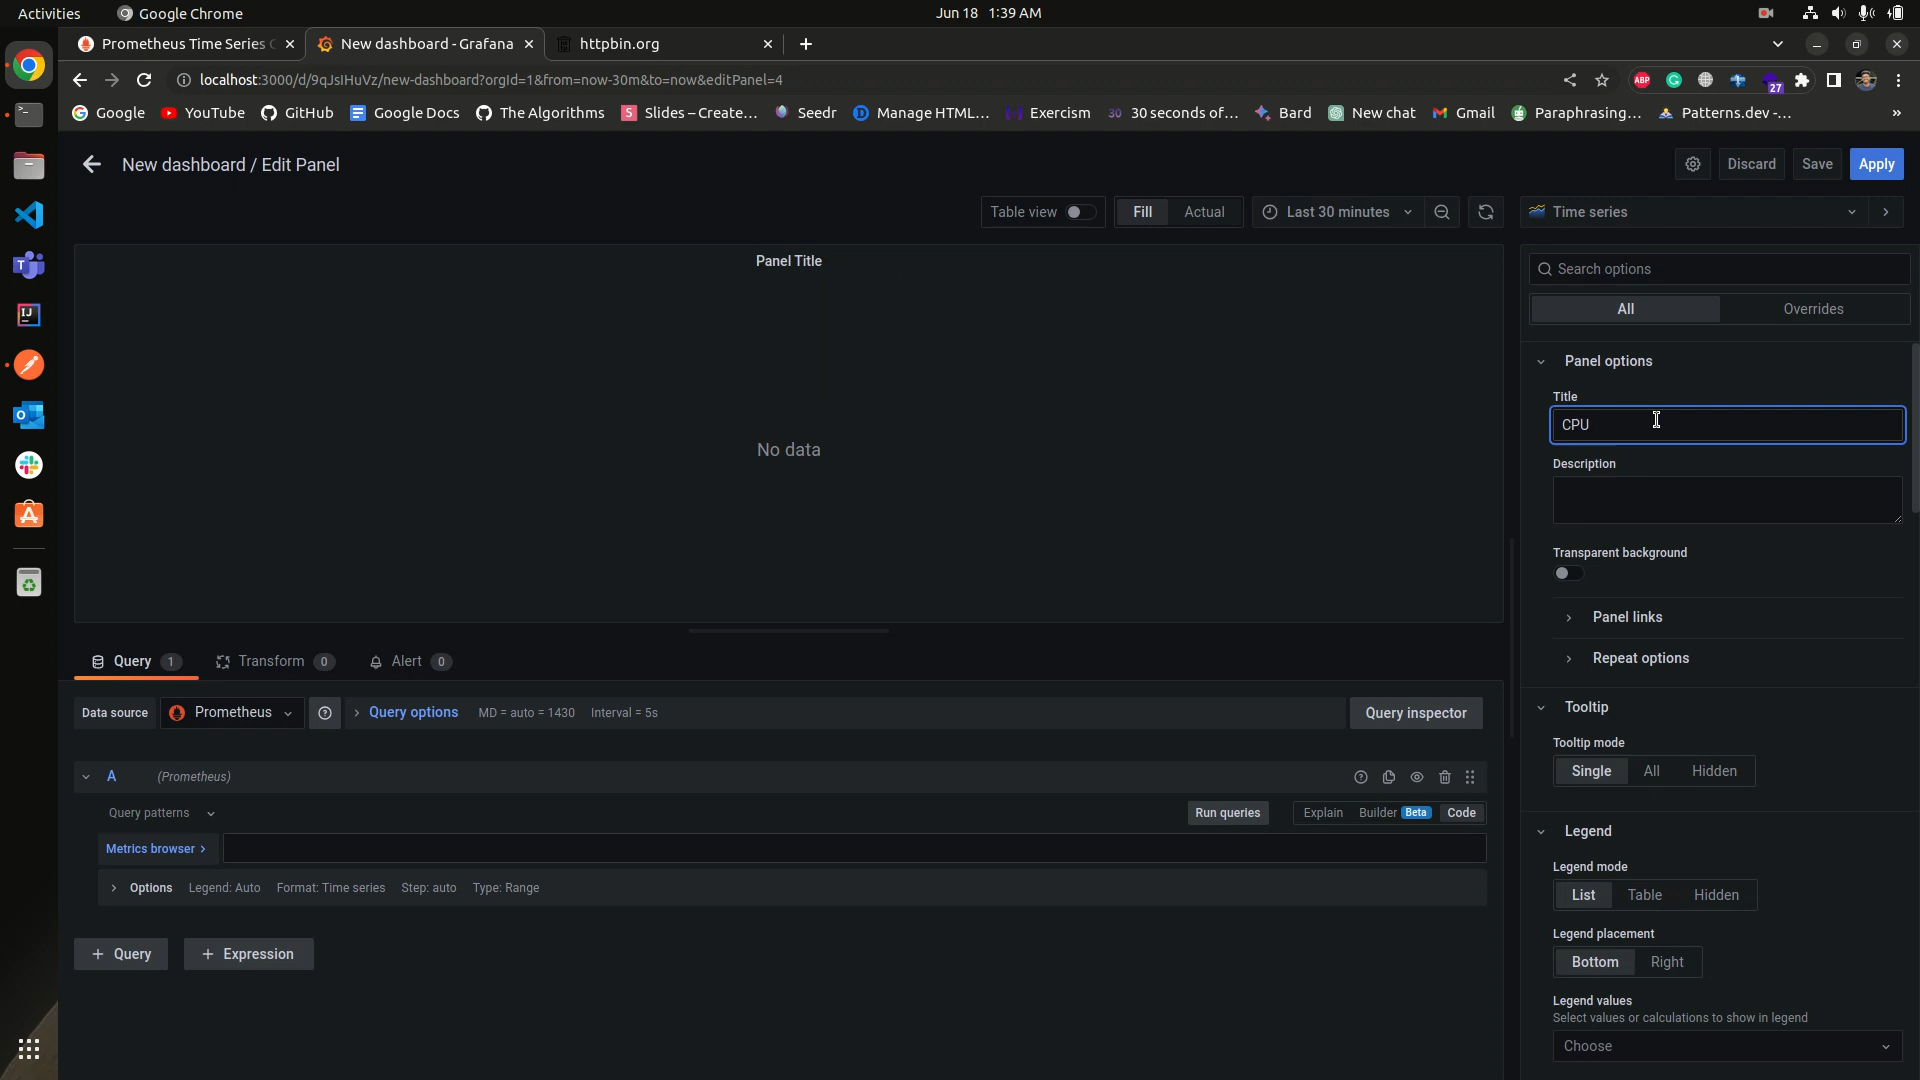 Activities
Google Chrome
Jun 18 1:39 AM
Prometheus Time Series C
New dashboard - Grafana
httpbin.org
localhost:3000/d/9qJsIHuVz/new-dashboard?orgId=1&from=now-30m&to=now&editPanel=4
ABP
27
Google
YouTube
GitHub
Google Docs
The Algorithms
Slides – Create...
Seedr
Manage HTML...
Exercism
30 seconds of...
Bard
New chat
Gmail
Paraphrasing...
Patterns.dev -...
»
New dashboard / Edit Panel
Discard
Save
Apply
Table view
Fill
Actual
Last 30 minutes
Time series
Panel Title
No data
Search options
All
Overrides
Panel options
Title
CPU
Description
Transparent background
Panel links
Repeat options
Tooltip
Tooltip mode
Single
All
Hidden
Legend
Legend mode
List
Table
Hidden
Legend placement
Bottom
Right
Legend values
Select values or calculations to show in legend
Choose
Query 1
Transform 0
Alert 0
Data source
Prometheus
Query options
MD = auto = 1430
Interval = 5s
Query inspector
A
(Prometheus)
Query patterns
Run queries
Explain
Builder Beta
Code
Metrics browser >
Options
Legend: Auto
Format: Time series
Step: auto
Type: Range
+ Query
+ Expression